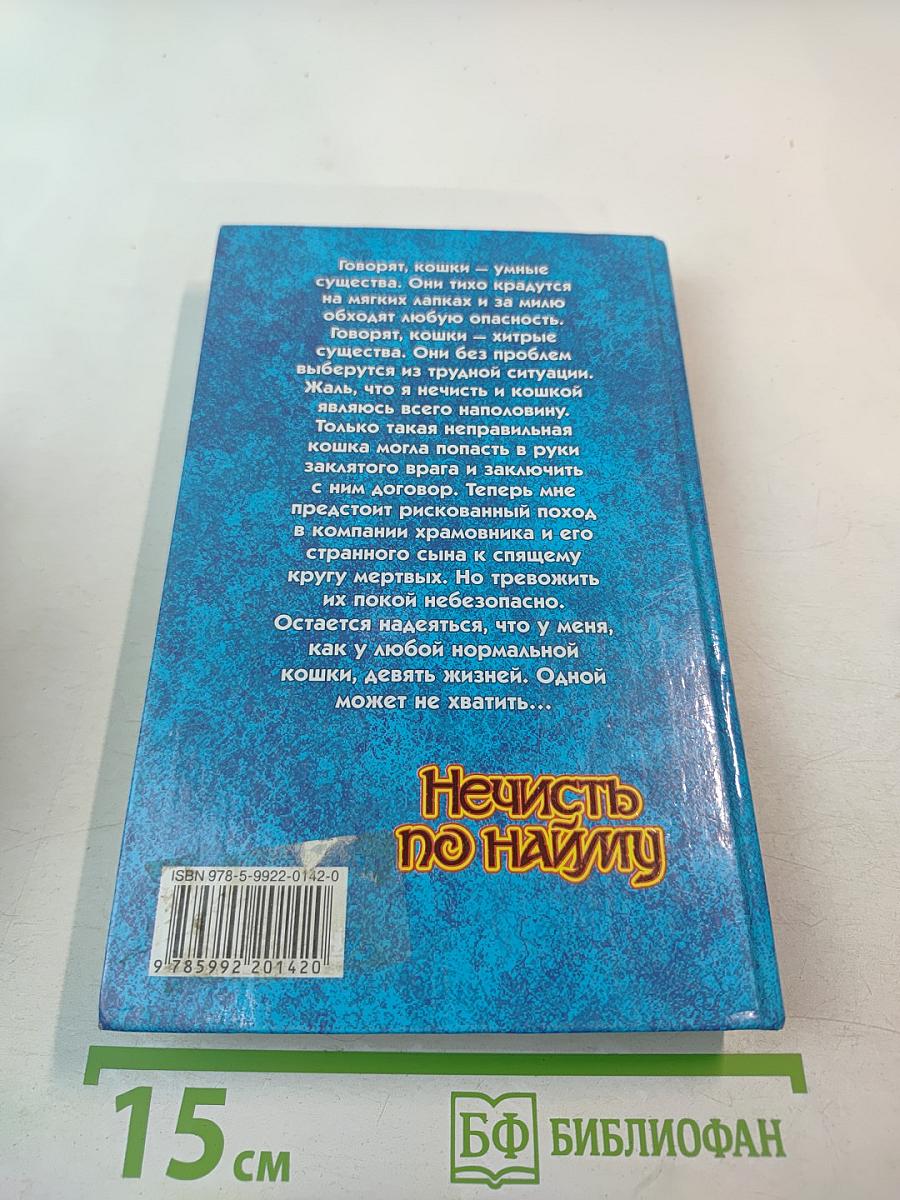 Говорят, кошки – умные
существа. Они тихо крадутся
на мягких лапках и за милю
обходят любую опасность.
Говорят, кошки – хитрые
существа. Они без проблем
выберутся из трудной ситуации.
Жаль, что я нечисть и кошкой
являюсь всего наполовину.
Только такая неправильная
кошка могла попасть в руки
заклятого врага и заключить
с ним договор. Теперь мне
предстоит рискованный поход
в компании храмовника и его
странного сына к спящему
кругу мертвых. Но тревожить
их покой небезопасно.
Остается надеяться, что у меня,
как у любой нормальной
кошки, девять жизней. Одной
может не хватить...
Нечисть
по найму
ISBN 978-5-9922-0142-0
9 785992 201420
15 см
БФ БИБЛИОФАН